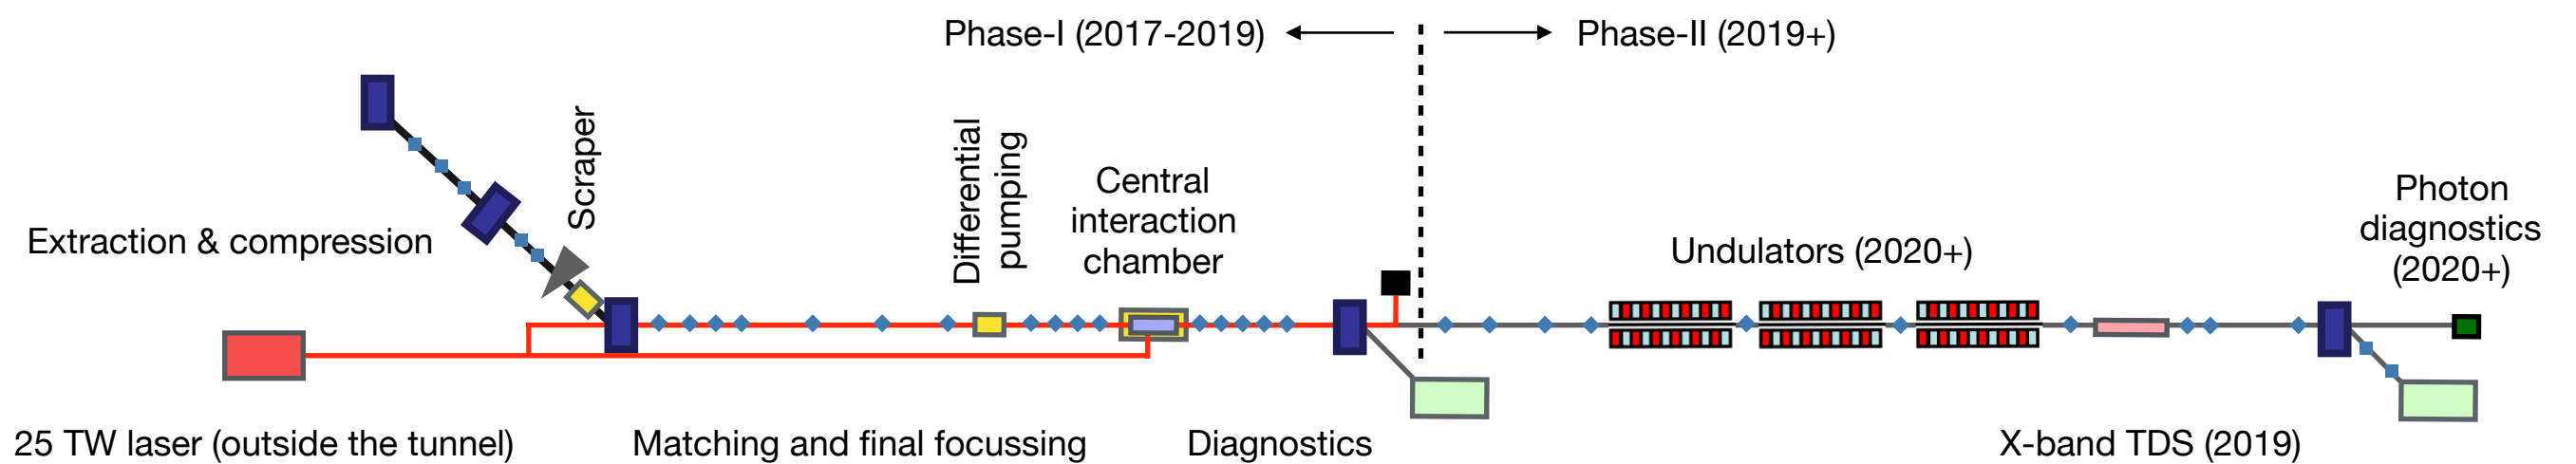 Phase-I (2017-2019)
Phase-II (2019+)
Extraction & compression
Scraper
Differential
pumping
Central
interaction
chamber
Undulators (2020+)
Photon
diagnostics
(2020+)
25 TW laser (outside the tunnel)
Matching and final focussing
Diagnostics
X-band TDS (2019)